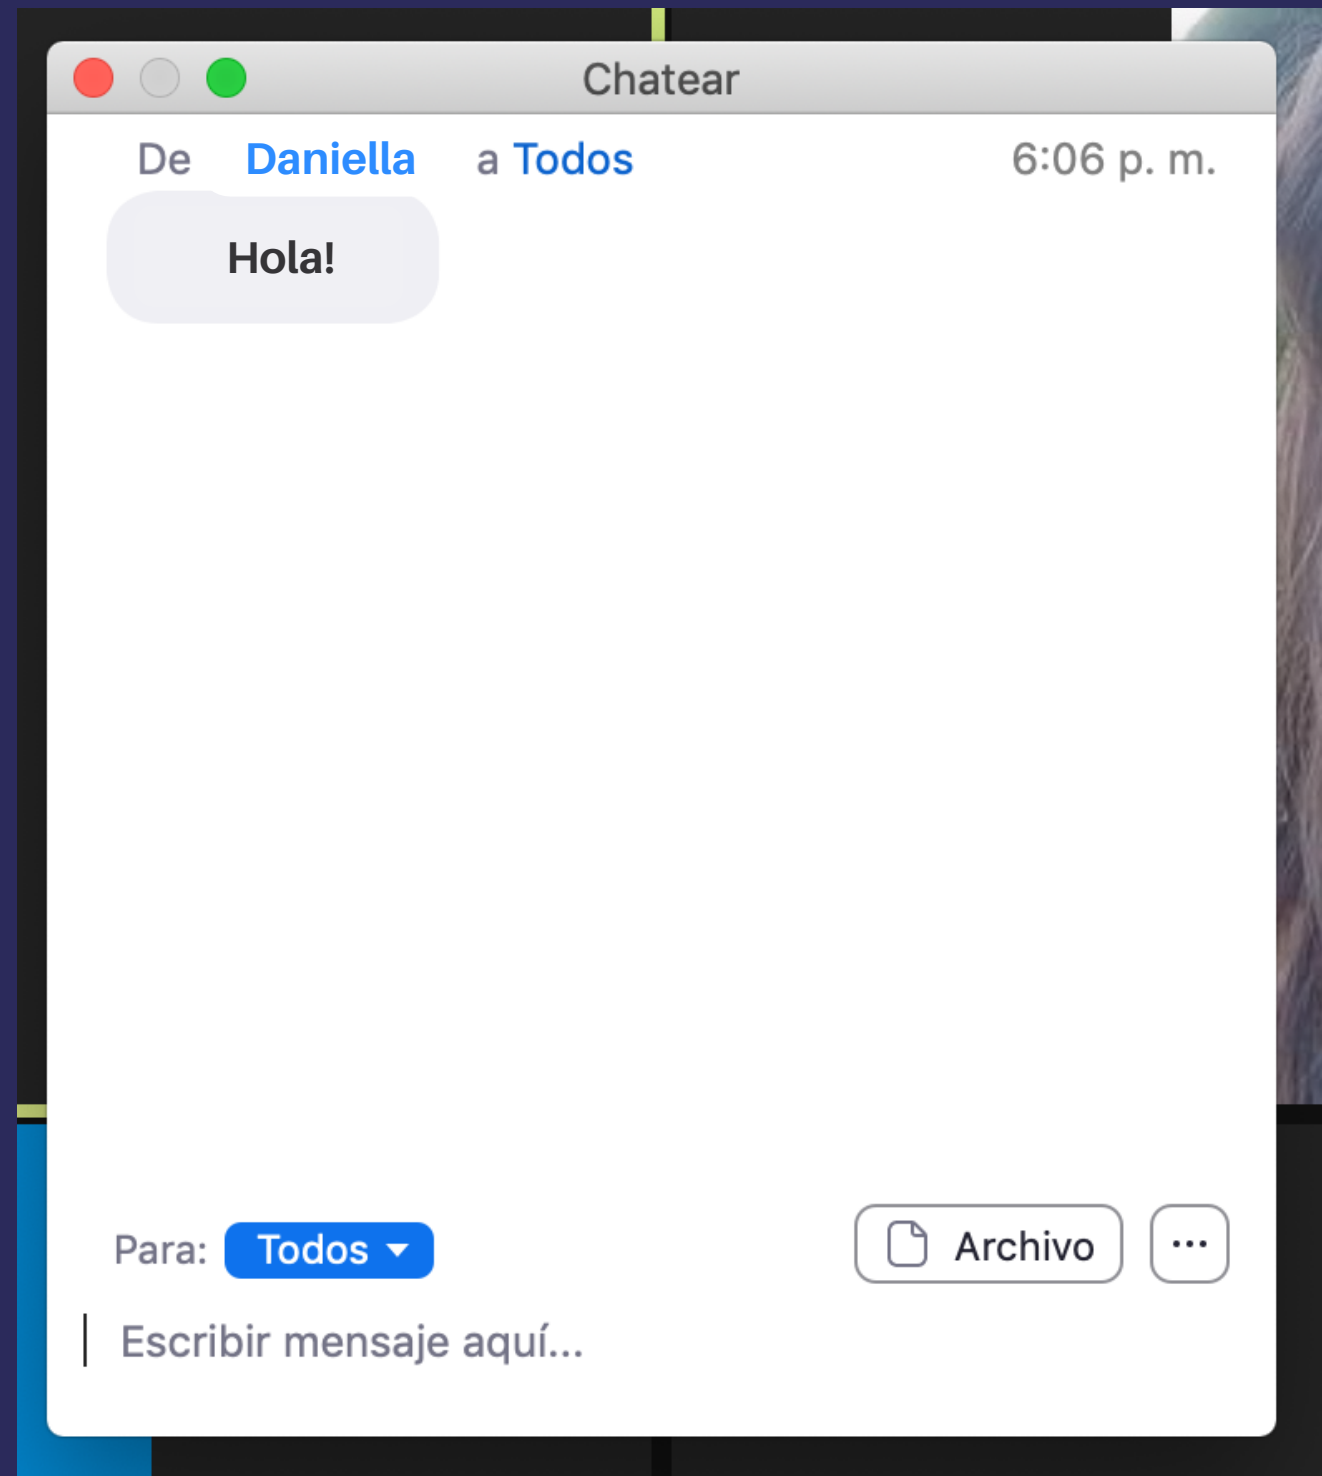 Chatear
De Daniella a Todos 6:06 p. m.
Hola!
Para: Todos Archivo ...
Escribir mensaje aquí...